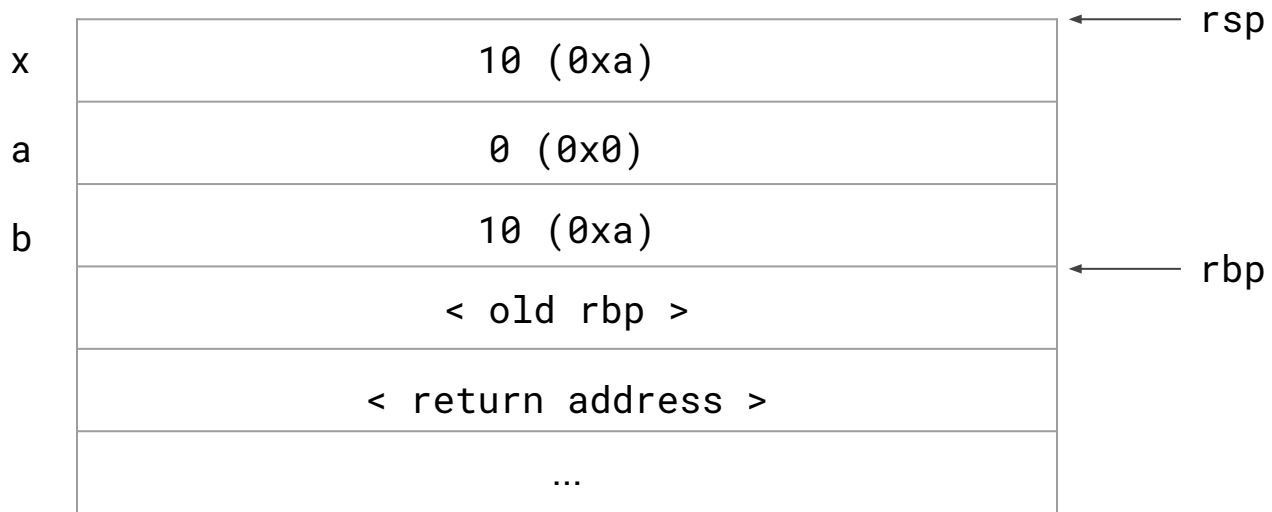 rsp
x 10 (0xa)
a 0 (0x0)
b 10 (0xa)
rbp
< old rbp >
< return address >
...